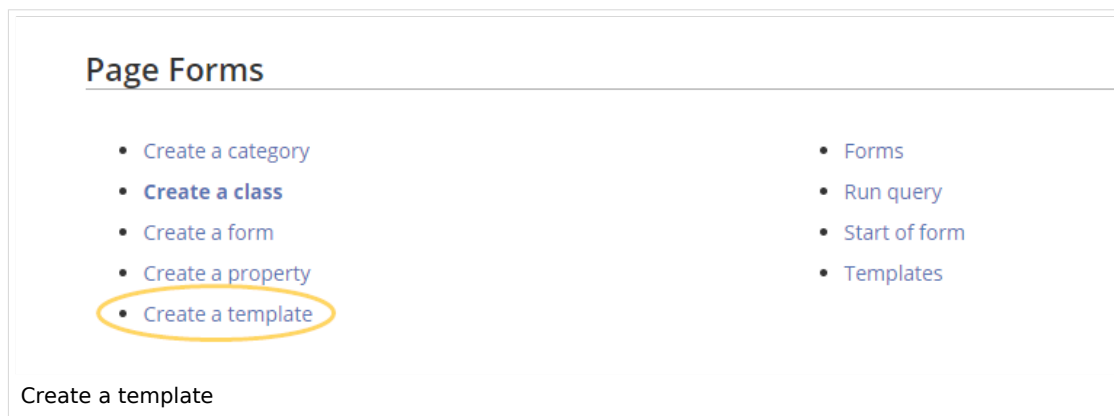 Page Forms
Create a category
Create a class
Create a form
Create a property
Create a template
Forms
Run query
Start of form
Templates
Create a template